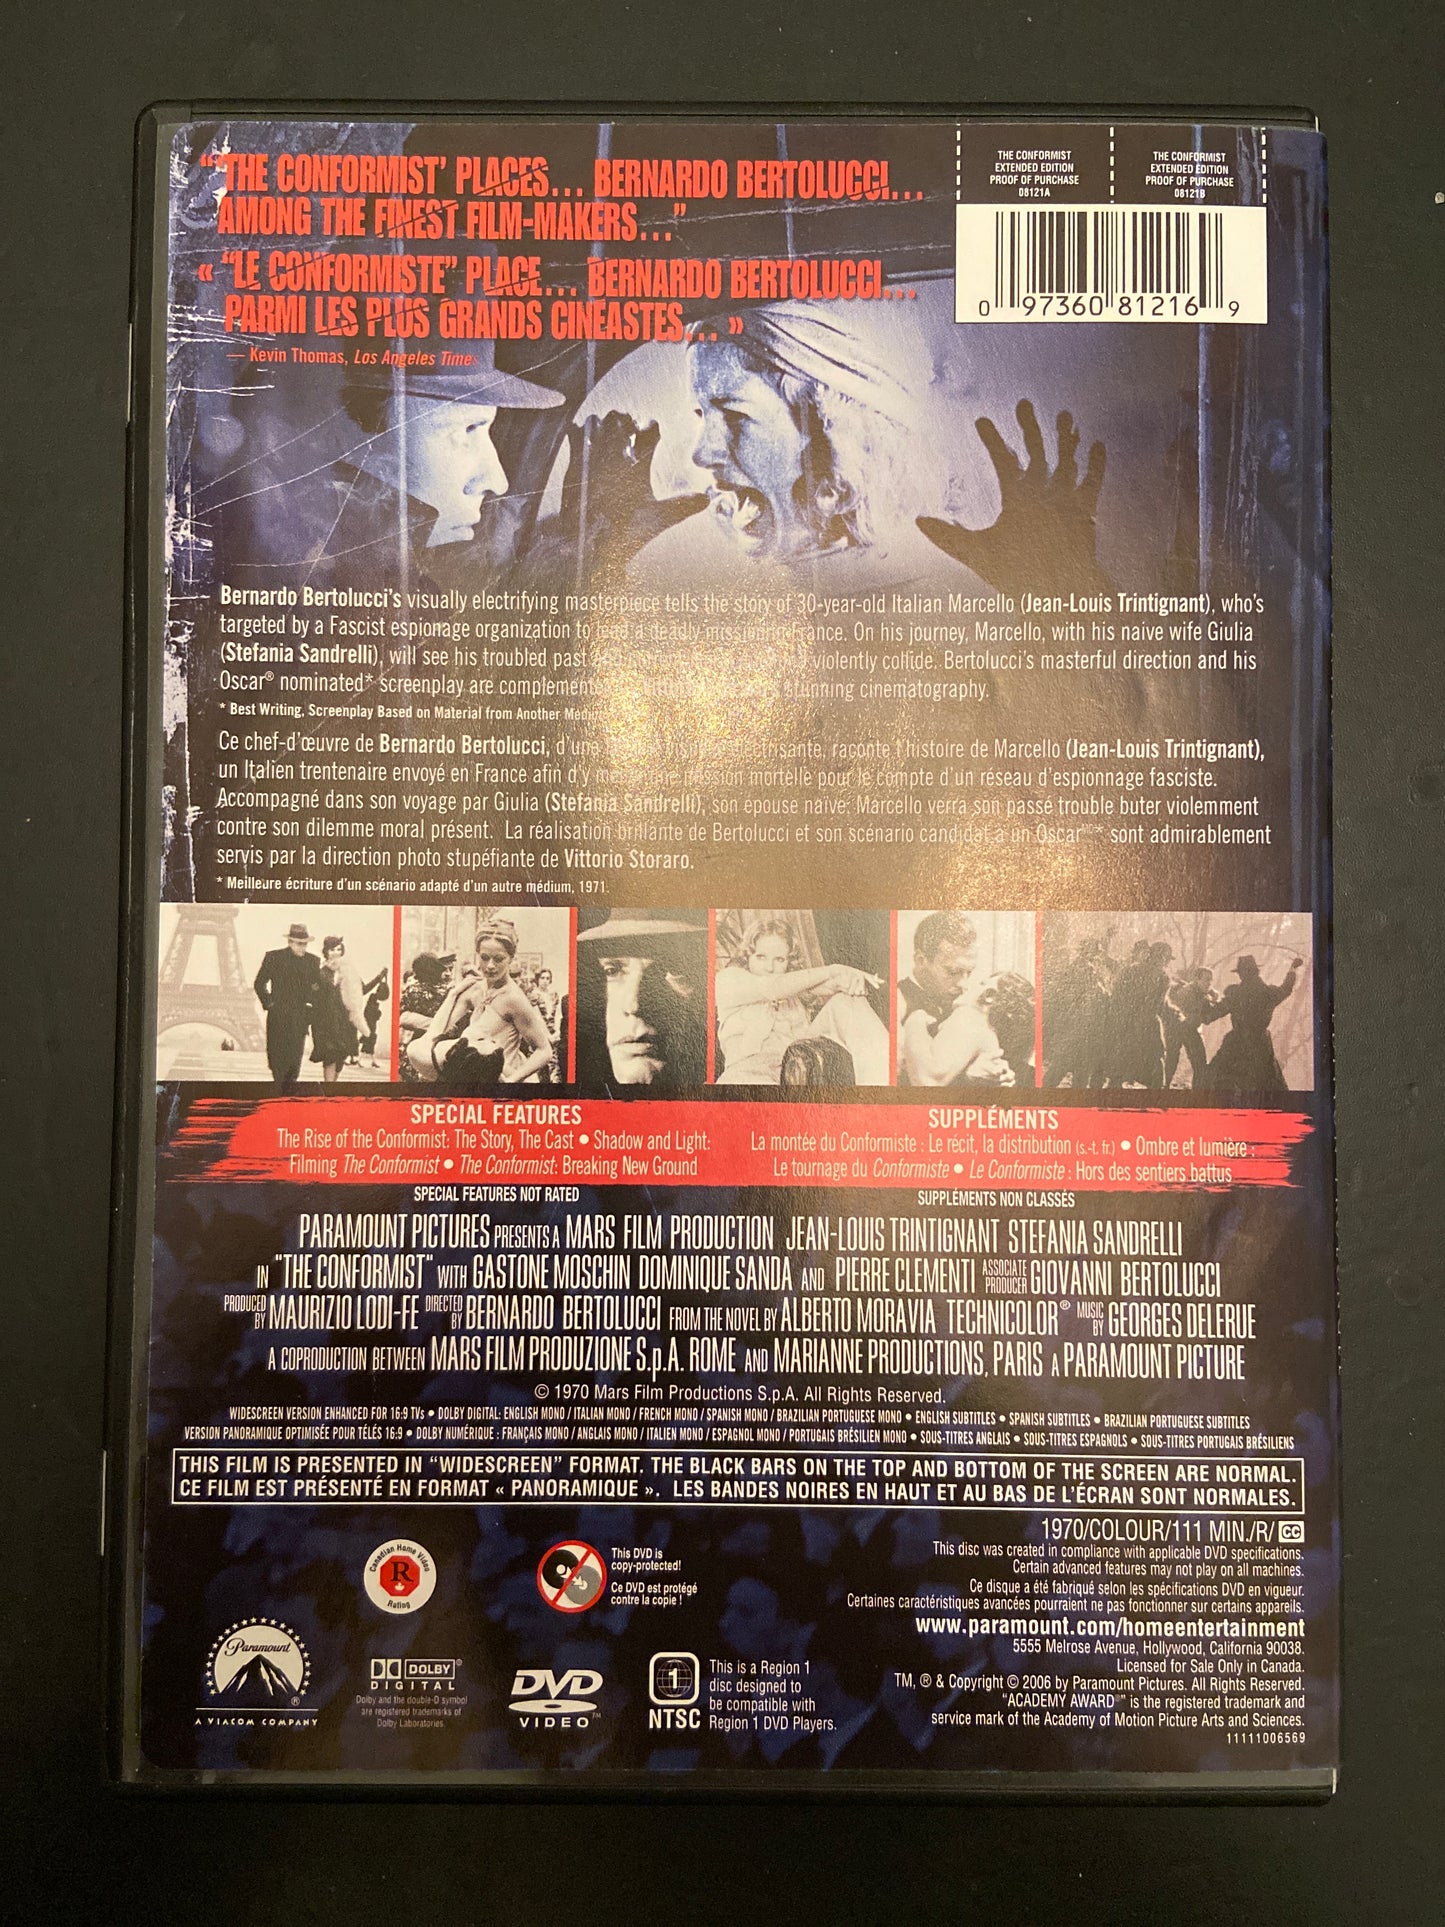 “‘THE CONFORMIST’ PLACES... BERNARDO BERTOLUCCI...
AMONG THE FINEST FILM-MAKERS...”
« “LE CONFORMISTE” PLACE... BERNARDO BERTOLUCCI...
PARMI LES PLUS GRANDS CINÉASTES... »
— Kevin Thomas, Los Angeles Times
THE CONFORMIST
EXTENDED EDITION
PROOF OF PURCHASE
08121A
THE CONFORMIST
EXTENDED EDITION
PROOF OF PURCHASE
08121B
0 97360 81216 9
Bernardo Bertolucci's visually electrifying masterpiece tells the story of 30-year-old Italian Marcello (Jean-Louis Trintignant), who's
targeted by a Fascist espionage organization to lead a deadly mission in France. On his journey, Marcello, with his naive wife Giulia
(Stefania Sandrelli), will see his troubled past violently collide. Bertolucci's masterful direction and his
Oscar® nominated* screenplay are complemented stunning cinematography.
* Best Writing, Screenplay Based on Material from Another Medium
Ce chef-d'œuvre de Bernardo Bertolucci, d'une raconte l'histoire de Marcello (Jean-Louis Trintignant),
un Italien trentenaire envoyé en France afin d'y mission mortelle pour le compte d'un réseau d'espionnage fasciste.
Accompagné dans son voyage par Giulia (Stefania Sandrelli), son épouse naïve, Marcello verra son passé trouble buter violemment
contre son dilemme moral présent. La réalisation brillante de Bertolucci et son scénario candidat à un Oscar MC* sont admirablement
servis par la direction photo stupéfiante de Vittorio Storaro.
* Meilleure écriture d'un scénario adapté d'un autre médium, 1971.
SPECIAL FEATURES
The Rise of the Conformist: The Story, The Cast • Shadow and Light:
Filming The Conformist • The Conformist: Breaking New Ground
SPECIAL FEATURES NOT RATED
SUPPLÉMENTS
La montée du Conformiste : Le récit, la distribution (s.-t. fr.) • Ombre et lumière :
Le tournage du Conformiste • Le Conformiste : Hors des sentiers battus
SUPPLÉMENTS NON CLASSÉS
PARAMOUNT PICTURES PRESENTS A MARS FILM PRODUCTION JEAN-LOUIS TRINTIGNANT STEFANIA SANDRELLI
IN "THE CONFORMIST" WITH GASTONE MOSCHIN DOMINIQUE SANDA AND PIERRE CLEMENTI ASSOCIATE PRODUCER GIOVANNI BERTOLUCCI
PRODUCED BY MAURIZIO LODI-FE DIRECTED BY BERNARDO BERTOLUCCI FROM THE NOVEL BY ALBERTO MORAVIA TECHNICOLOR® MUSIC BY GEORGES DELERUE
A COPRODUCTION BETWEEN MARS FILM PRODUZIONE S.p.A. ROME AND MARIANNE PRODUCTIONS, PARIS A PARAMOUNT PICTURE
© 1970 Mars Film Productions S.p.A. All Rights Reserved.
WIDESCREEN VERSION ENHANCED FOR 16:9 TVs • DOLBY DIGITAL: ENGLISH MONO / ITALIAN MONO / FRENCH MONO / SPANISH MONO / BRAZILIAN PORTUGUESE MONO • ENGLISH SUBTITLES • SPANISH SUBTITLES • BRAZILIAN PORTUGUESE SUBTITLES
VERSION PANORAMIQUE OPTIMISÉE POUR TÉLÉS 16:9 • DOLBY NUMÉRIQUE : FRANÇAIS MONO / ANGLAIS MONO / ITALIEN MONO / ESPAGNOL MONO / PORTUGAIS BRÉSILIEN MONO • SOUS-TITRES ANGLAIS • SOUS-TITRES ESPAGNOLS • SOUS-TITRES PORTUGAIS BRÉSILIENS
THIS FILM IS PRESENTED IN “WIDESCREEN” FORMAT. THE BLACK BARS ON THE TOP AND BOTTOM OF THE SCREEN ARE NORMAL.
CE FILM EST PRÉSENTÉ EN FORMAT « PANORAMIQUE ». LES BANDES NOIRES EN HAUT ET AU BAS DE L'ÉCRAN SONT NORMALES.
1970/COLOUR/111 MIN./R/ CC
This disc was created in compliance with applicable DVD specifications.
Certain advanced features may not play on all machines.
Ce disque a été fabriqué selon les spécifications DVD en vigueur.
Certaines caractéristiques avancées pourraient ne pas fonctionner sur certains appareils.
www.paramount.com/homeentertainment
5555 Melrose Avenue, Hollywood, California 90038.
Licensed for Sale Only in Canada.
TM, ® & Copyright © 2006 by Paramount Pictures. All Rights Reserved.
“ACADEMY AWARD®” is the registered trademark and
service mark of the Academy of Motion Picture Arts and Sciences.
11111006569
Canadian Home Video
R
Rating
This DVD is
copy-protected!
Ce DVD est protégé
contre la copie !
Paramount
®
A VIACOM COMPANY
DOLBY®
DIGITAL
Dolby and the double-D symbol
are registered trademarks of
Dolby Laboratories.
DVD
VIDEO™
1
NTSC
This is a Region 1
disc designed to
be compatible with
Region 1 DVD Players.